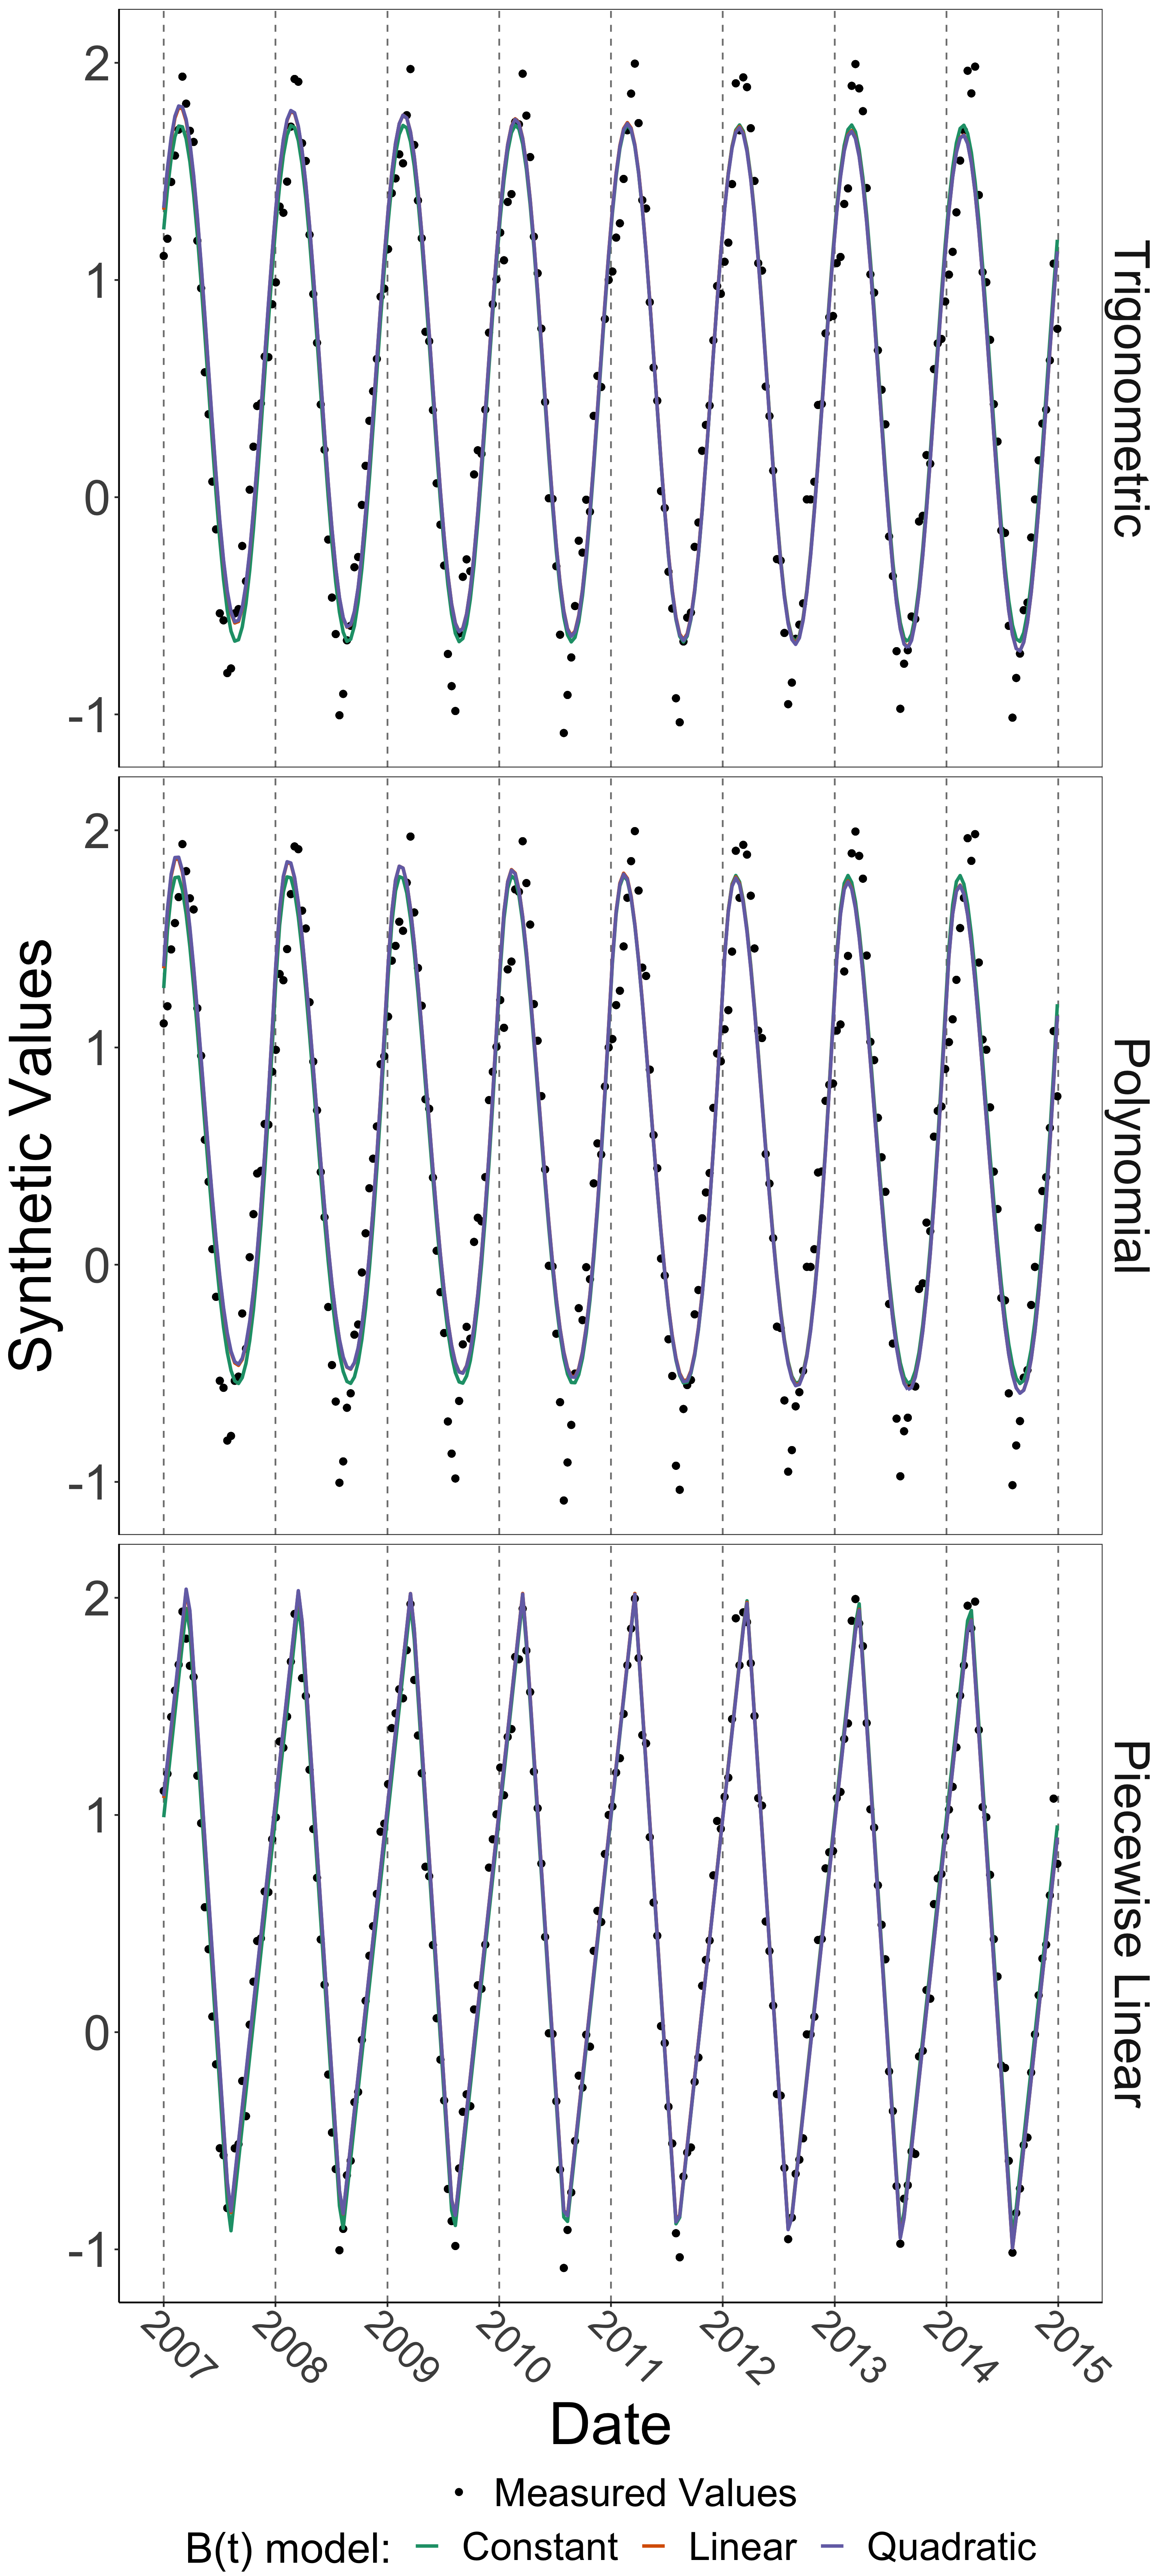 Synthetic Values
2
1
0
-1
Trigonometric
2
1
0
-1
Polynomial
2
1
0
-1
Piecewise Linear
2007 2008 2009 2010 2011 2012 2013 2014 2015
Date
Measured Values
B(t) model: Constant Linear Quadratic